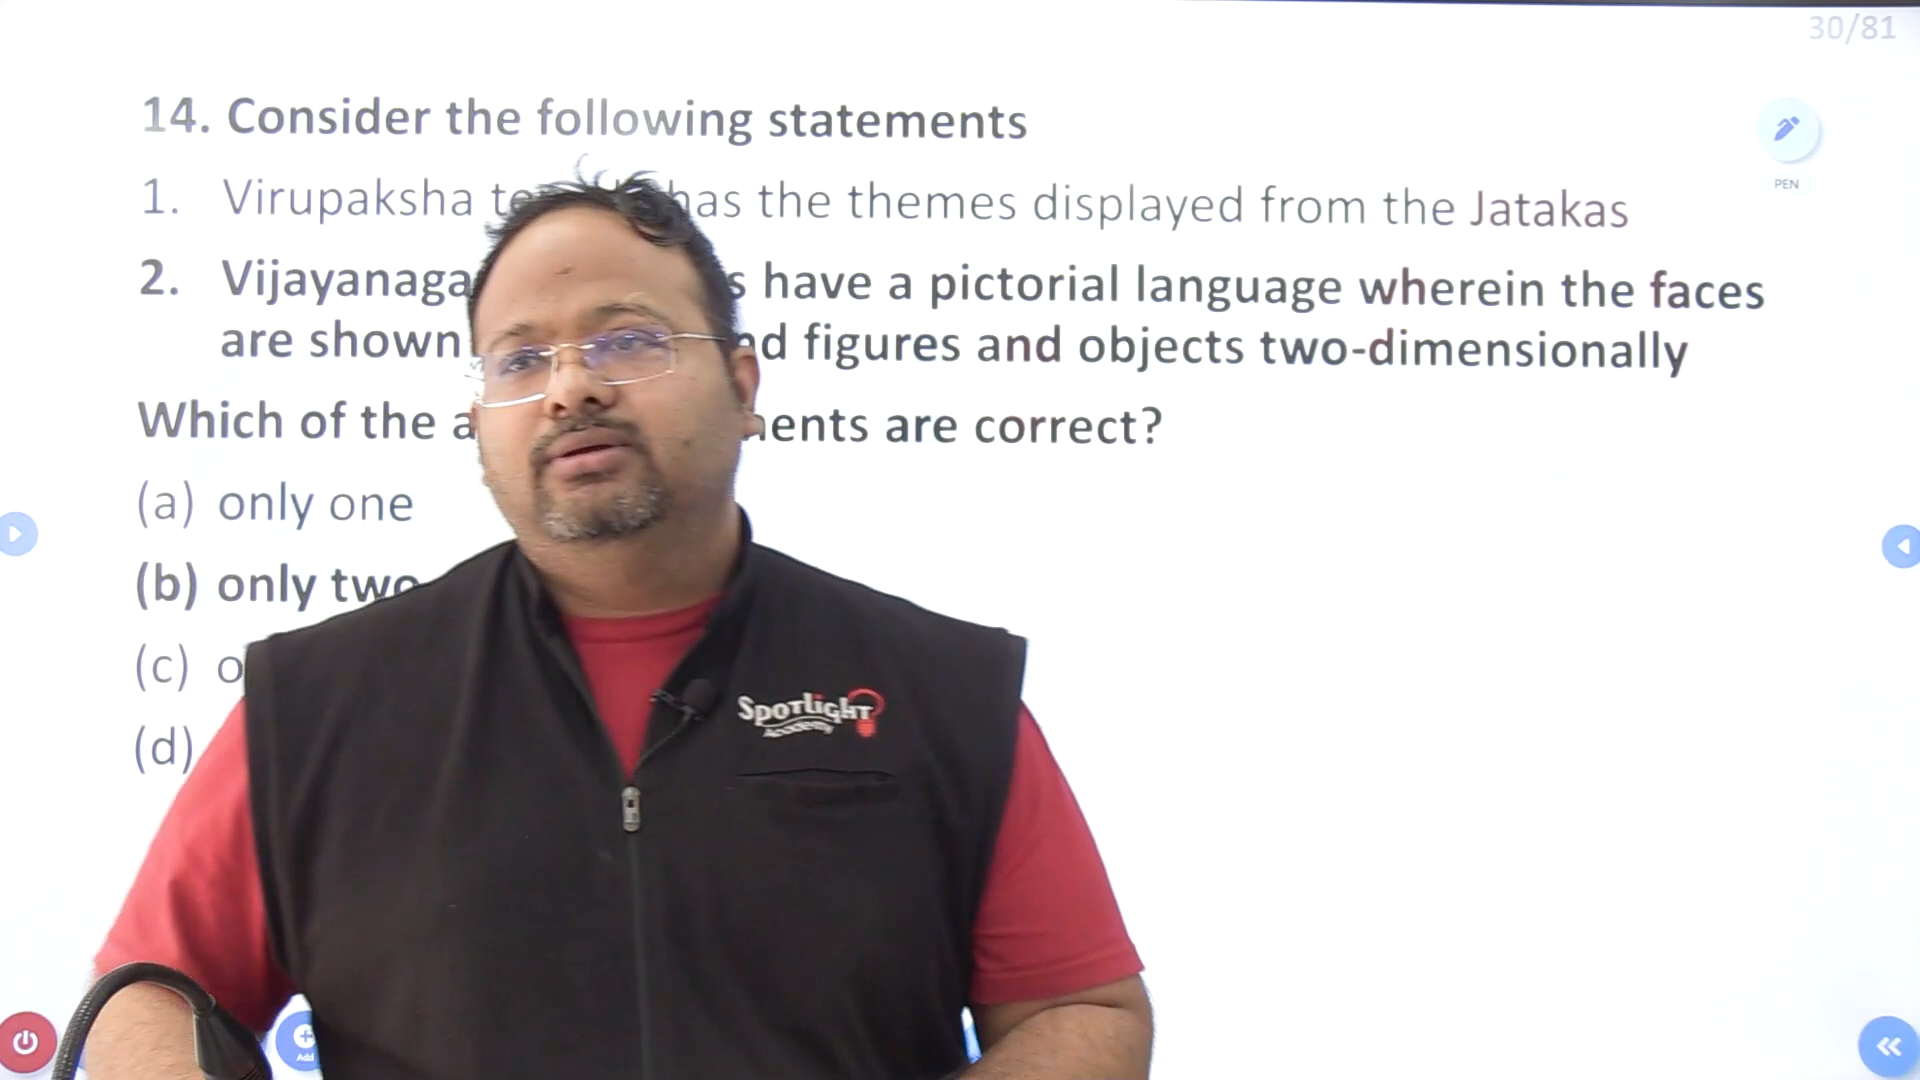 30/81
14. Consider the following statements
PEN
1. Virupaksha has the themes displayed from the Jatakas
2. have a pictorial language wherein the faces
are shown figures and objects two-dimensionally
Which of the are correct?
(a) only one
(b) only two
(c)
(d)
Spotlight
Academy
Add